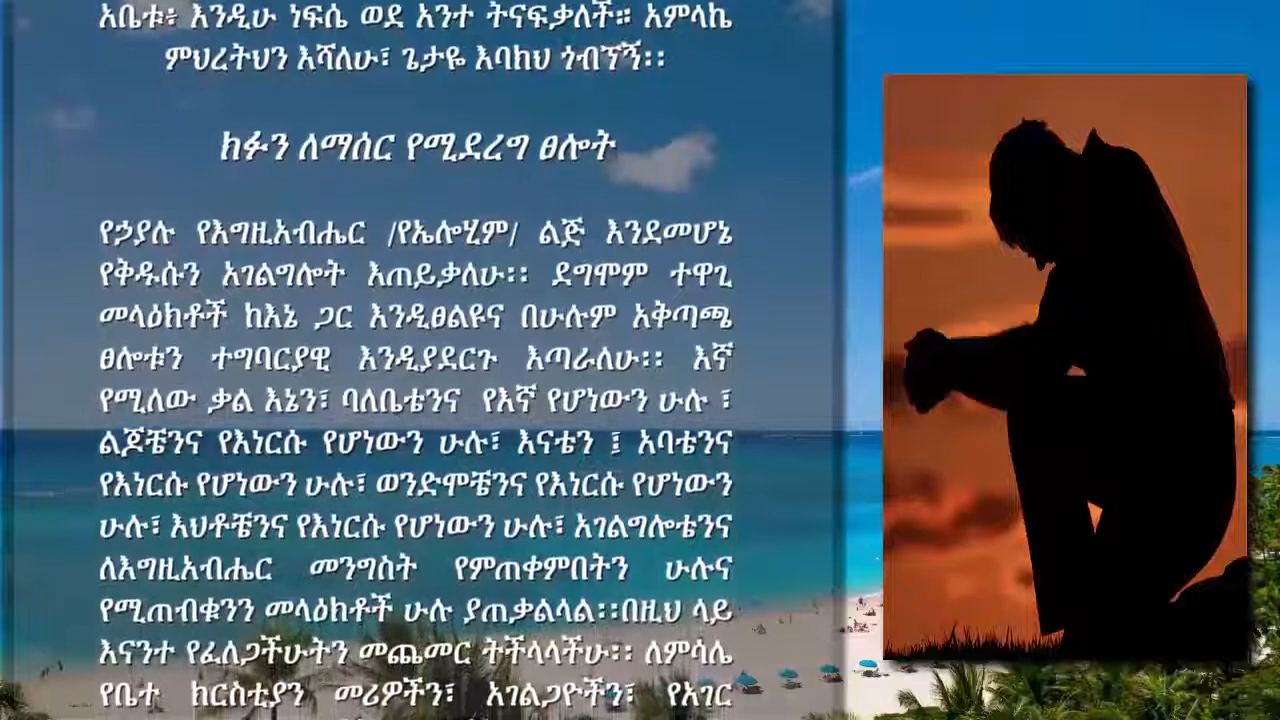 አቤቱ፥ እንዲሁ ነፍሴ ወደ አንተ ትናፍቃለች። አምላኬ
ምህረትህን እሻለሁ፣ ጌታዬ እባክህ ጎብኘኝ፡፡
ክፉን ለማሰር የሚደረግ ፀሎት
የኃያሉ የእግዚአብሔር /የኤሎሂም/ ልጅ እንደመሆኔ
የቅዱሱን አገልግሎት እጠይቃለሁ፡፡ ደግሞም ተዋጊ
መላዕክቶች ከእኔ ጋር እንዲፀልዩና በሁሉም አቅጣጫ
ፀሎቱን ተግባርያዊ እንዲያደርጉ እጣራለሁ፡፡ እኛ
የሚለው ቃል እኔን፣ ባለቤቴንና የእኛ የሆነውን ሁሉ ፣
ልጆቼንና የእነርሱ የሆነውን ሁሉ፣ እናቴን ፤ አባቴንና
የእነርሱ የሆነውን ሁሉ፣ ወንድሞቼንና የእነርሱ የሆነውን
ሁሉ፣ እህቶቼንና የእነርሱ የሆነውን ሁሉ፣ አገልግሎቴንና
ለእግዚአብሔር መንግስት የምጠቀምበትን ሁሉና
የሚጠብቁንን መላዕክቶች ሁሉ ያጠቃልላል፡፡በዚህ ላይ
እናንተ የፈለጋችሁትን መጨመር ትችላላችሁ፡፡ ለምሳሌ
የቤተ ክርስቲያን መሪዎችን፣ አገልጋዮችን፣ የአገር